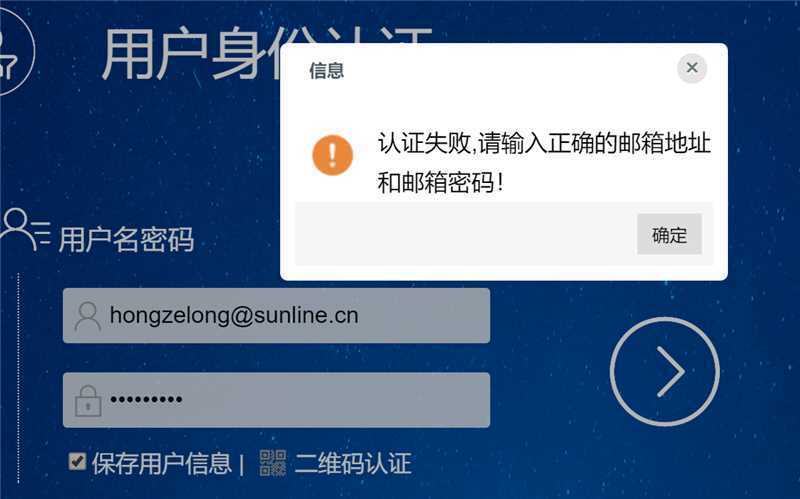 用户身份认证
信息
认证失败,请输入正确的邮箱地址
和邮箱密码!
确定
用户名密码
hongzelong@sunline.cn
•••••••••
保存用户信息 | 二维码认证